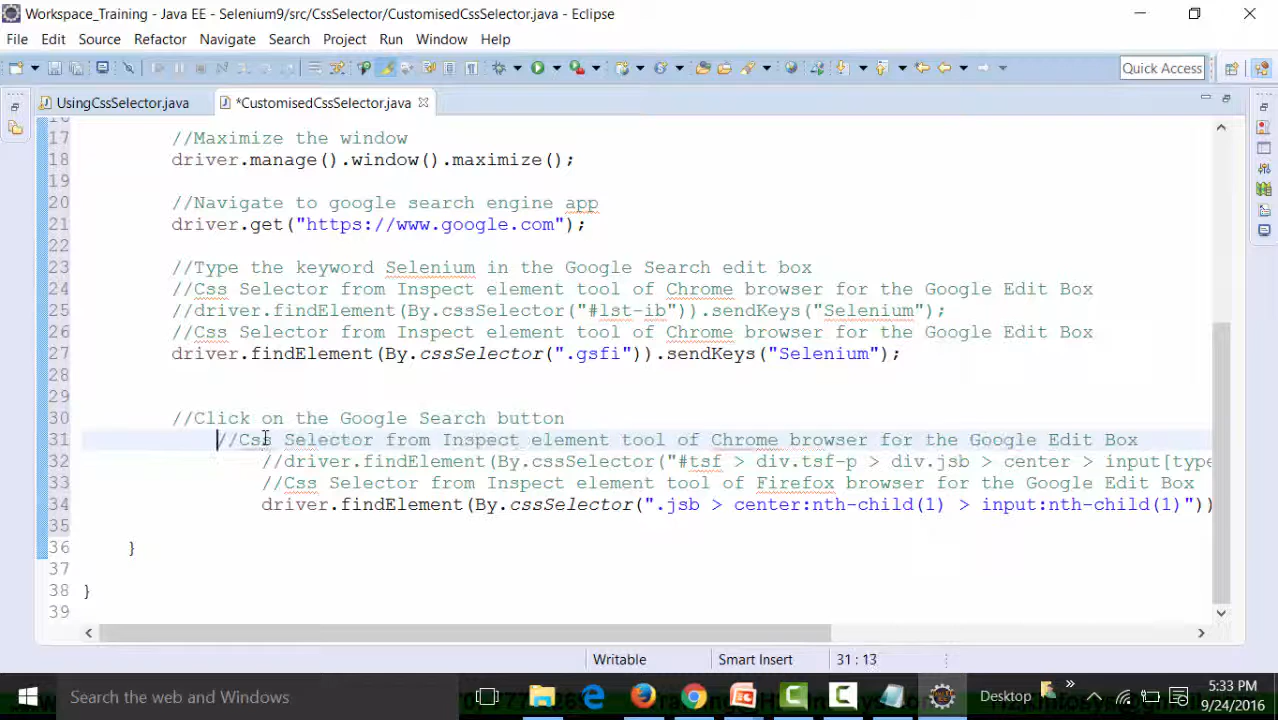 Workspace_Training - Java EE - Selenium9/src/CssSelector/CustomisedCssSelector.java - Eclipse
File Edit Source Refactor Navigate Search Project Run Window Help
Quick Access
UsingCssSelector.java *CustomisedCssSelector.java
16
17 //Maximize the window
18 driver.manage().window().maximize();
19
20 //Navigate to google search engine app
21 driver.get("https://www.google.com");
22
23 //Type the keyword Selenium in the Google Search edit box
24 //Css Selector from Inspect element tool of Chrome browser for the Google Edit Box
25 //driver.findElement(By.cssSelector("#lst-ib")).sendKeys("Selenium");
26 //Css Selector from Inspect element tool of Chrome browser for the Google Edit Box
27 driver.findElement(By.cssSelector(".gsfi")).sendKeys("Selenium");
28
29
30 //Click on the Google Search button
31 //Css Selector from Inspect element tool of Chrome browser for the Google Edit Box
32 //driver.findElement(By.cssSelector("#tsf > div.tsf-p > div.jsb > center > input[type
33 //Css Selector from Inspect element tool of Firefox browser for the Google Edit Box
34 driver.findElement(By.cssSelector(".jsb > center:nth-child(1) > input:nth-child(1)"))
35
36 }
37
38 }
39
Writable Smart Insert 31 : 13
Search the web and Windows
Desktop
5:33 PM
9/24/2016